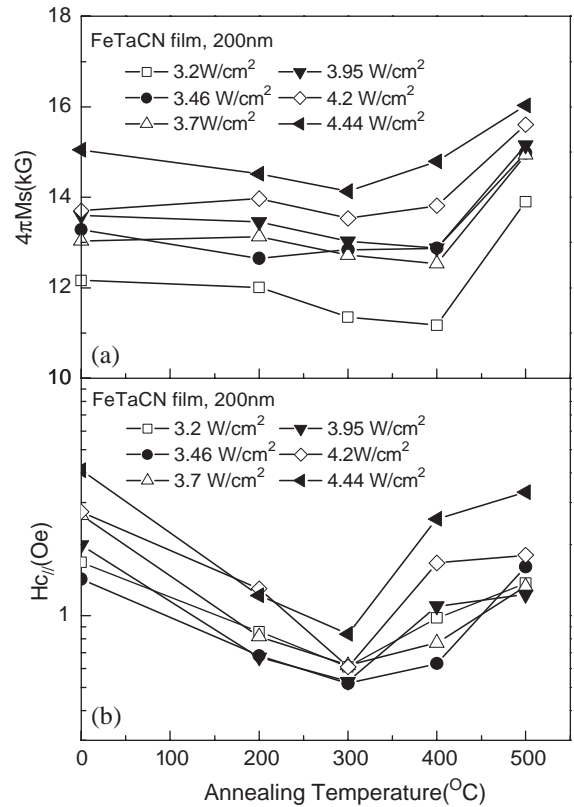 18
16
14
12
10
4πMs(kG)
FeTaCN film, 200nm
3.2W/cm² 3.95 W/cm²
3.46 W/cm² 4.2 W/cm²
3.7W/cm² 4.44 W/cm²
(a)
FeTaCN film, 200nm
3.2 W/cm² 3.95 W/cm²
3.46 W/cm² 4.2W/cm²
3.7 W/cm² 4.44 W/cm²
Hc//(Oe)
1
(b)
0 100 200 300 400 500
Annealing Temperature(°C)